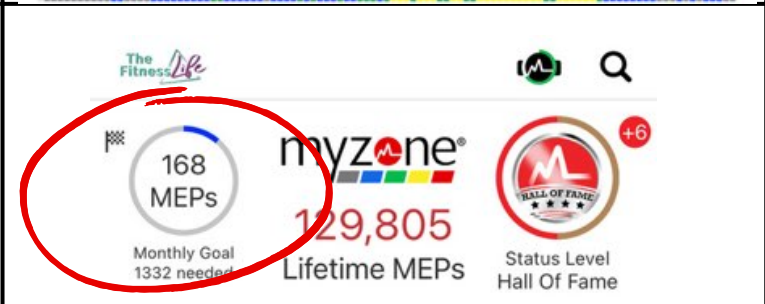 The
Fitness Life
168
MEPs
Monthly Goal
1332 needed
myzone®
129,805
Lifetime MEPs
+6
HALL OF FAME
Status Level
Hall Of Fame